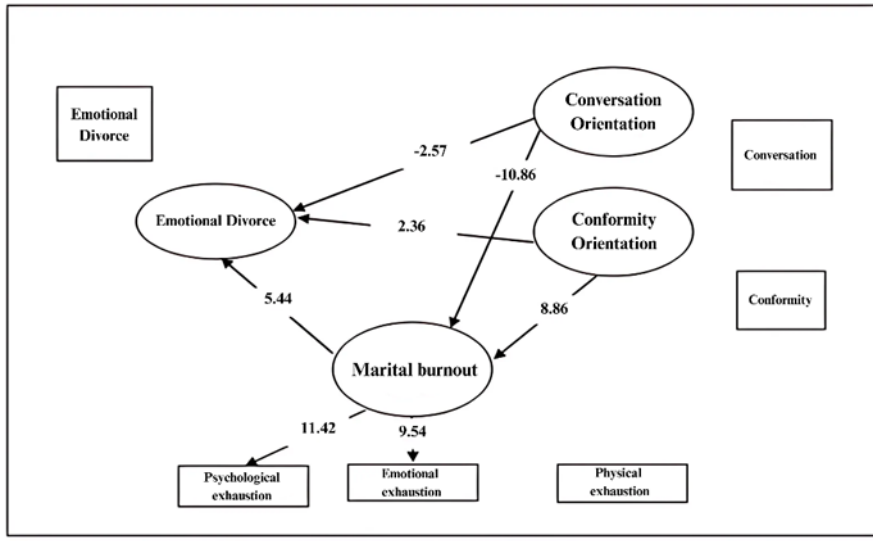 Emotional
Divorce
Conversation
Orientation
Conversation
-2.57
-10.86
Emotional Divorce
2.36
Conformity
Orientation
Conformity
5.44
8.86
Marital burnout
11.42
9.54
Psychological
exhaustion
Emotional
exhaustion
Physical
exhaustion